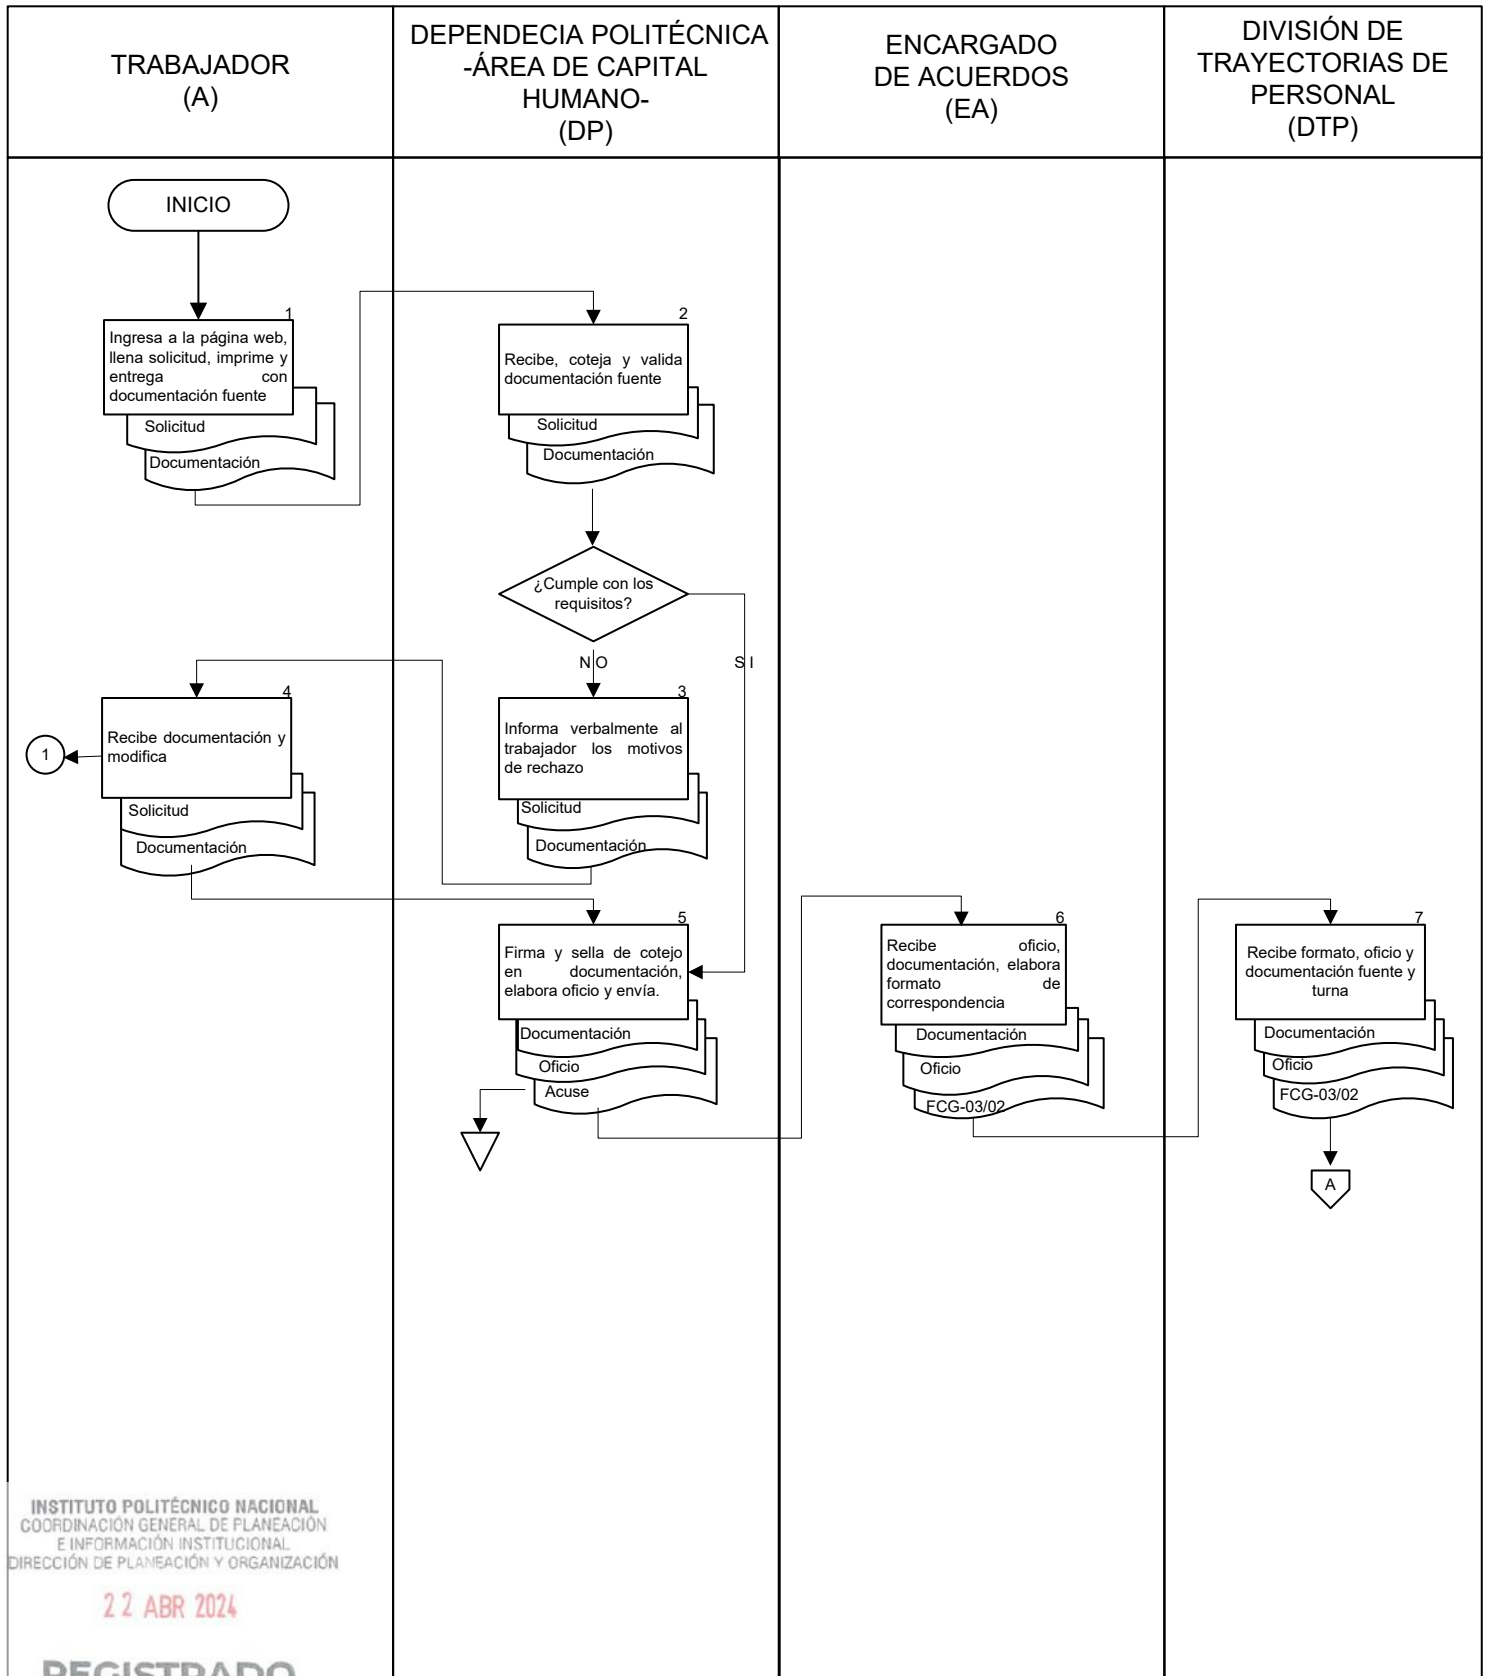 TRABAJADOR
(A)
DEPENDECIA POLITÉCNICA
-ÁREA DE CAPITAL
HUMANO-
(DP)
ENCARGADO
DE ACUERDOS
(EA)
DIVISIÓN DE
TRAYECTORIAS DE
PERSONAL
(DTP)
INICIO
1
Ingresa a la página web,
llena solicitud, imprime y
entrega con
documentación fuente
Solicitud
Documentación
2
Recibe, coteja y valida
documentación fuente
Solicitud
Documentación
¿Cumple con los
requisitos?
NO
SI
3
Informa verbalmente al
trabajador los motivos
de rechazo
Solicitud
Documentación
4
Recibe documentación y
modifica
Solicitud
Documentación
1
5
Firma y sella de cotejo
en documentación,
elabora oficio y envía.
Documentación
Oficio
Acuse
6
Recibe oficio,
documentación, elabora
formato de
correspondencia
Documentación
Oficio
FCG-03/02
7
Recibe formato, oficio y
documentación fuente y
turna
Documentación
Oficio
FCG-03/02
A
INSTITUTO POLITÉCNICO NACIONAL
COORDINACIÓN GENERAL DE PLANEACIÓN
E INFORMACIÓN INSTITUCIONAL
DIRECCIÓN DE PLANEACIÓN Y ORGANIZACIÓN
22 ABR 2024
REGISTRADO